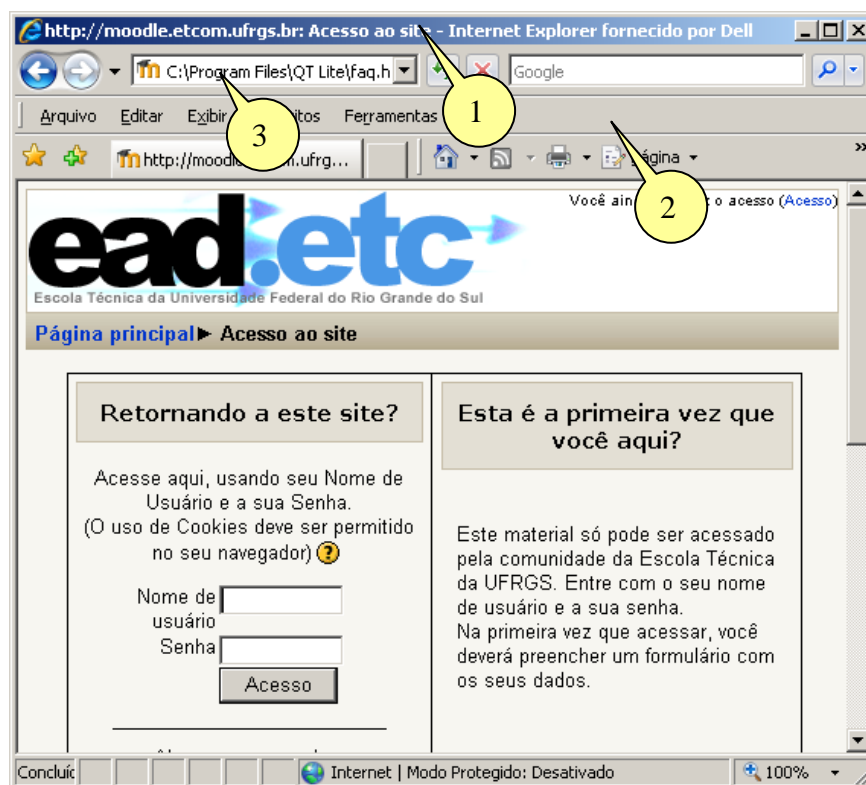 http://moodle.etcom.ufrgs.br: Acesso ao site - Internet Explorer fornecido por Dell
C:\Program Files\QT Lite\faq.h
Google
1
Arquivo Editar Exibir Ferramentas
3
http://moodle.etcom.ufrg...
Página
»
Você o acesso (Acesso)
2
ead.etc
Escola Técnica da Universidade Federal do Rio Grande do Sul
Página principal► Acesso ao site
Retornando a este site?
Acesse aqui, usando seu Nome de
Usuário e a sua Senha.
(O uso de Cookies deve ser permitido
no seu navegador) ?
Nome de
usuário
Senha
Acesso
Esta é a primeira vez que
você aqui?
Este material só pode ser acessado
pela comunidade da Escola Técnica
da UFRGS. Entre com o seu nome
de usuário e a sua senha.
Na primeira vez que acessar, você
deverá preencher um formulário com
os seus dados.
Internet | Modo Protegido: Desativado
100%